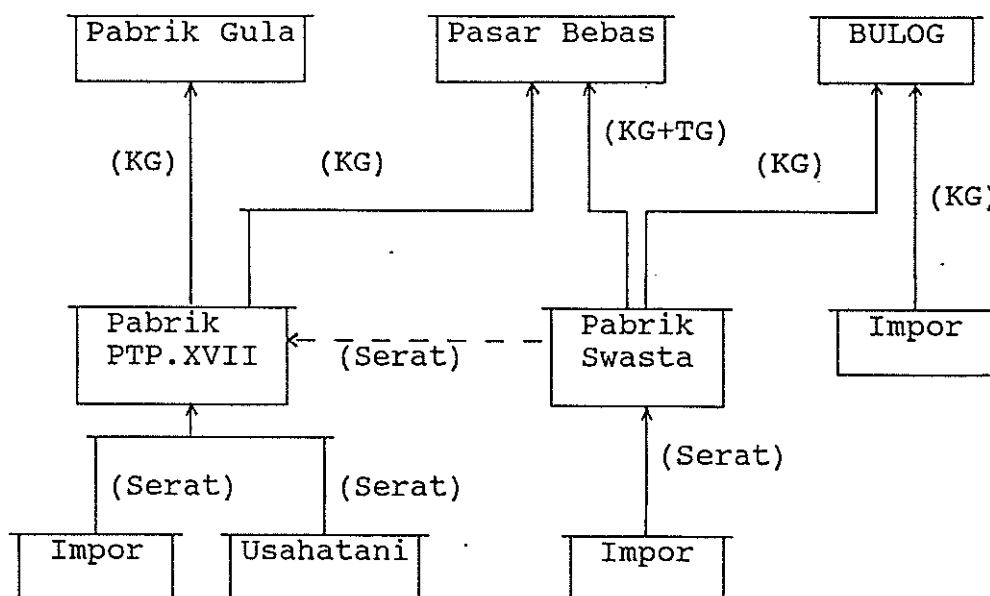 Pabrik Gula
Pasar Bebas
BULOG
(KG)
(KG)
(KG+TG)
(KG)
(KG)
Pabrik
PTP.XVII
(Serat)
Pabrik
Swasta
Impor
(Serat)
(Serat)
(Serat)
Impor
Usahatani
Impor